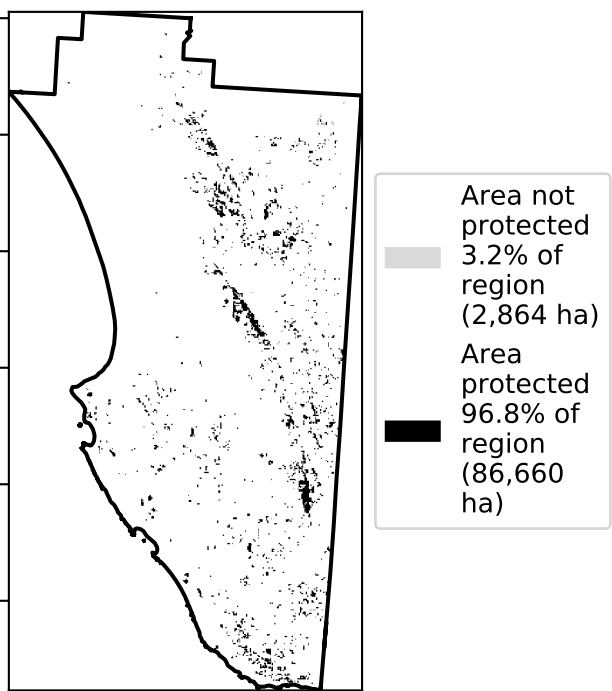 Area not
protected
3.2% of
region
(2,864 ha)
Area
protected
96.8% of
region
(86,660
ha)